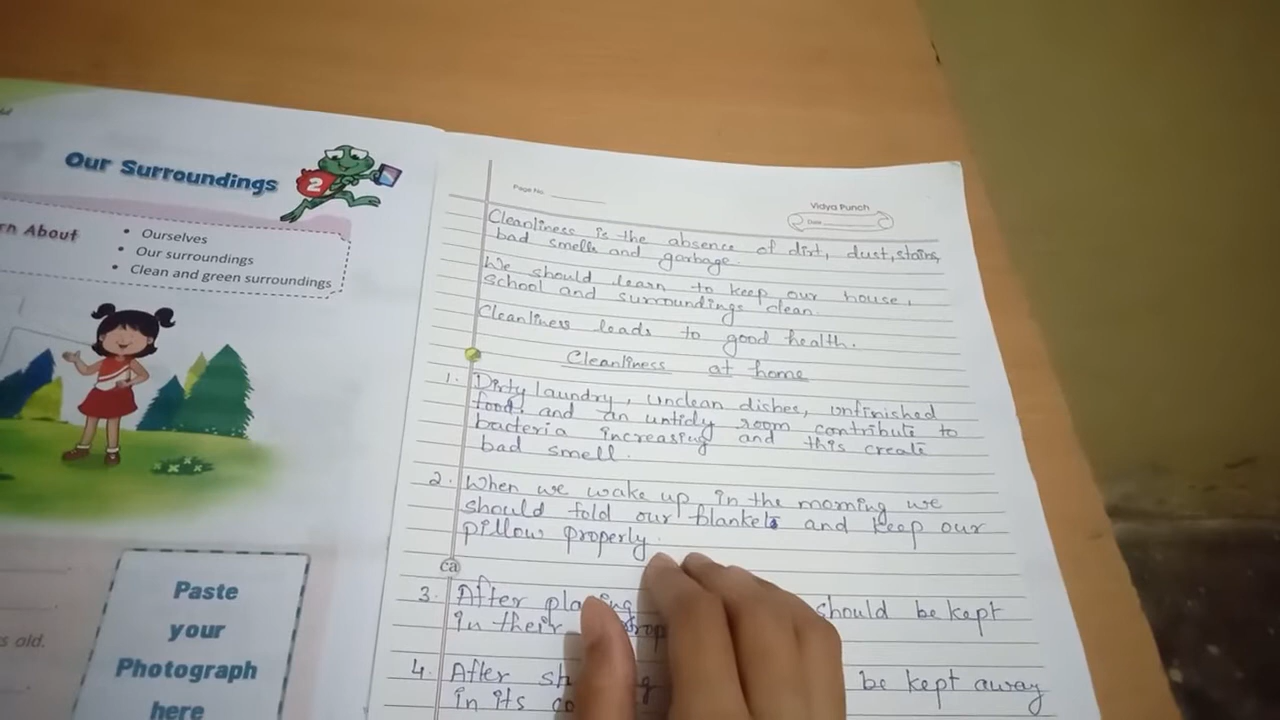 Our Surroundings
2
rn About
• Ourselves
• Our surroundings
• Clean and green surroundings
s old.
Paste
your
Photograph
here
Page No.
Vidya Punch
Date
Cleanliness is the absence of dirt, dust, stains,
bad smells and garbage.
We should learn to keep our house,
school and surroundings clean.
Cleanliness leads to good health.
Cleanliness at home
1. Dirty laundry, unclean dishes, unfinished
food, and an untidy room contribute to
bacteria increasing and this create
bad smell.
2. When we wake up in the morning we
should fold our blankets and keep our
pillow properly.
ca
3. After playing should be kept
in their
4. After be kept away
in its